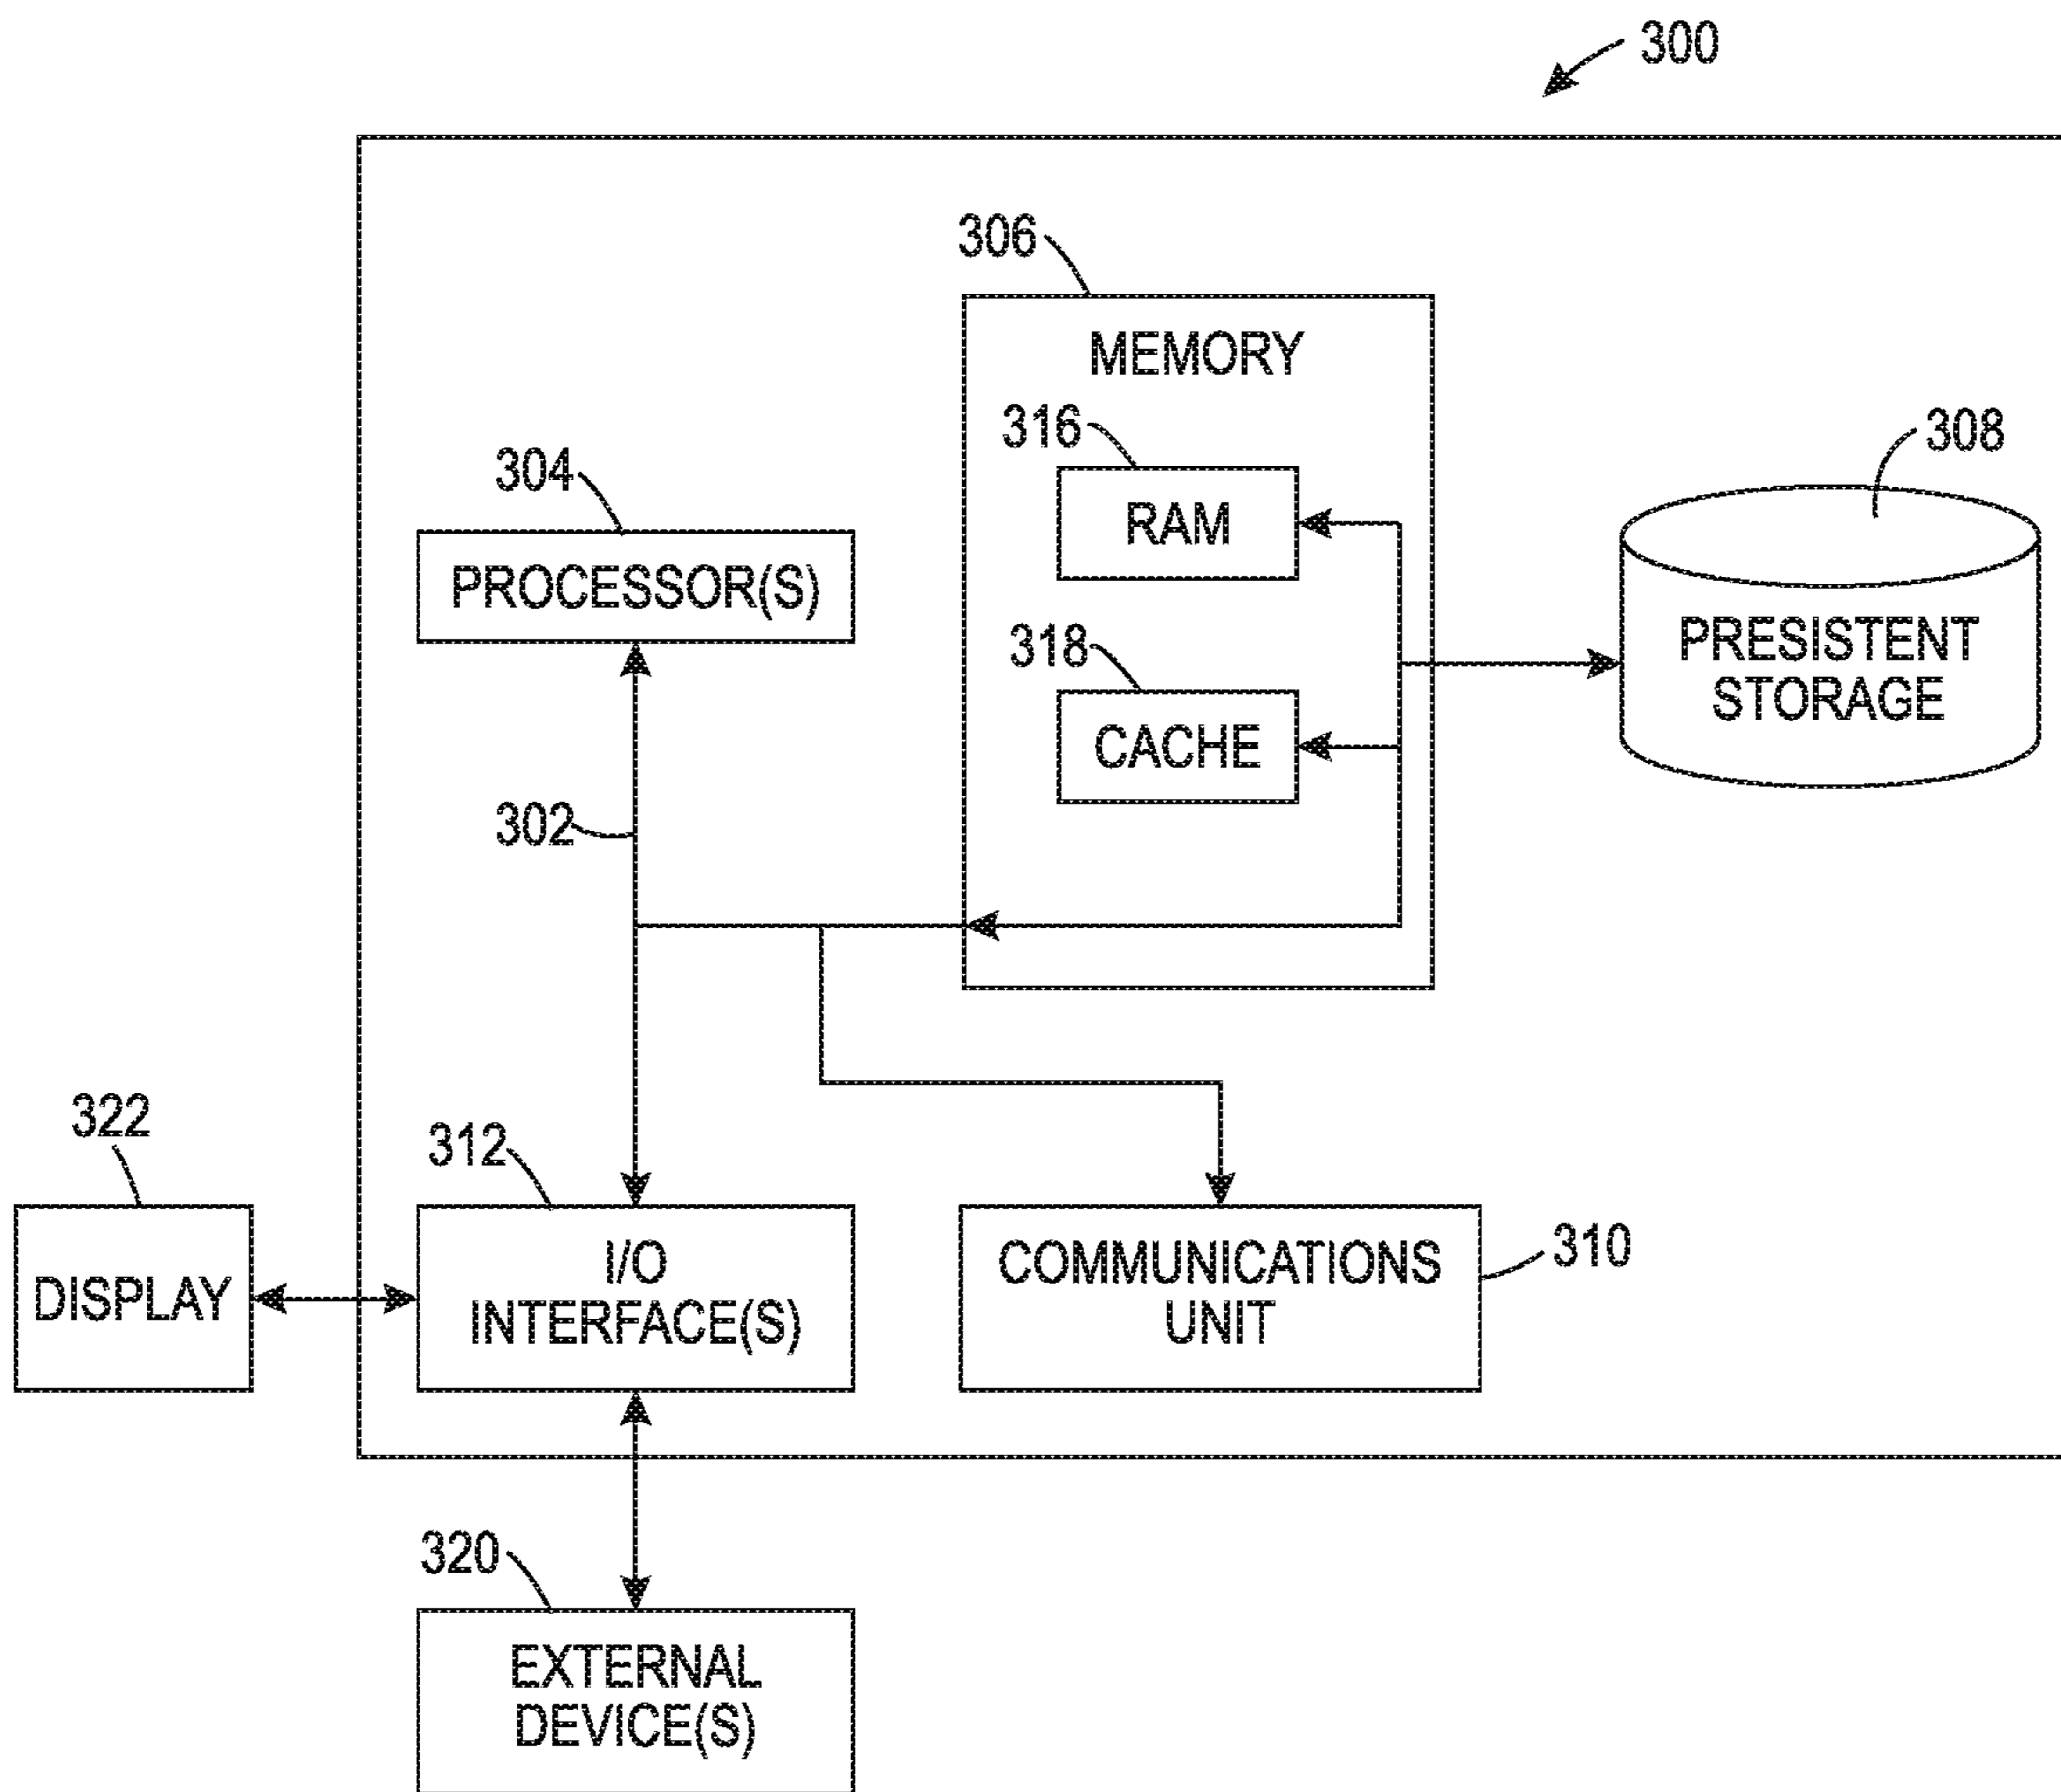 300
306
MEMORY
316
308
304
RAM
PROCESSOR(S)
318
PRESISTENT
STORAGE
CACHE
302
322
312
I/O
INTERFACE(S)
COMMUNICATIONS
UNIT
310
DISPLAY
320
EXTERNAL
DEVICE(S)